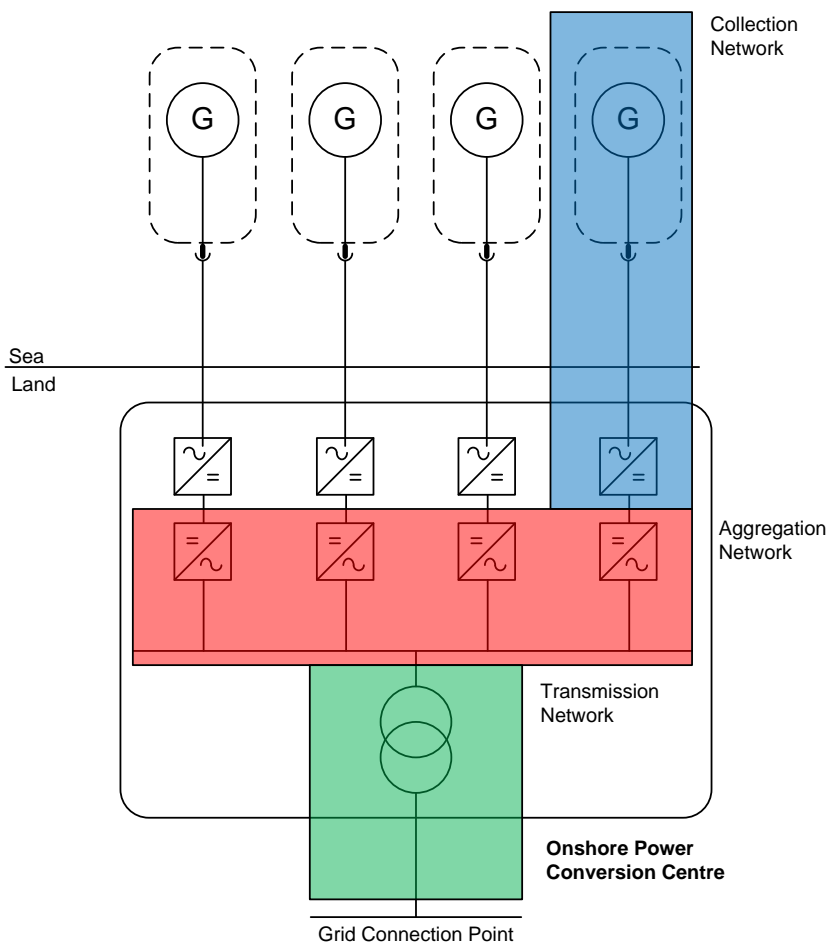 Collection
Network
G
G
G
G
Sea
Land
Aggregation
Network
Transmission
Network
Onshore Power
Conversion Centre
Grid Connection Point